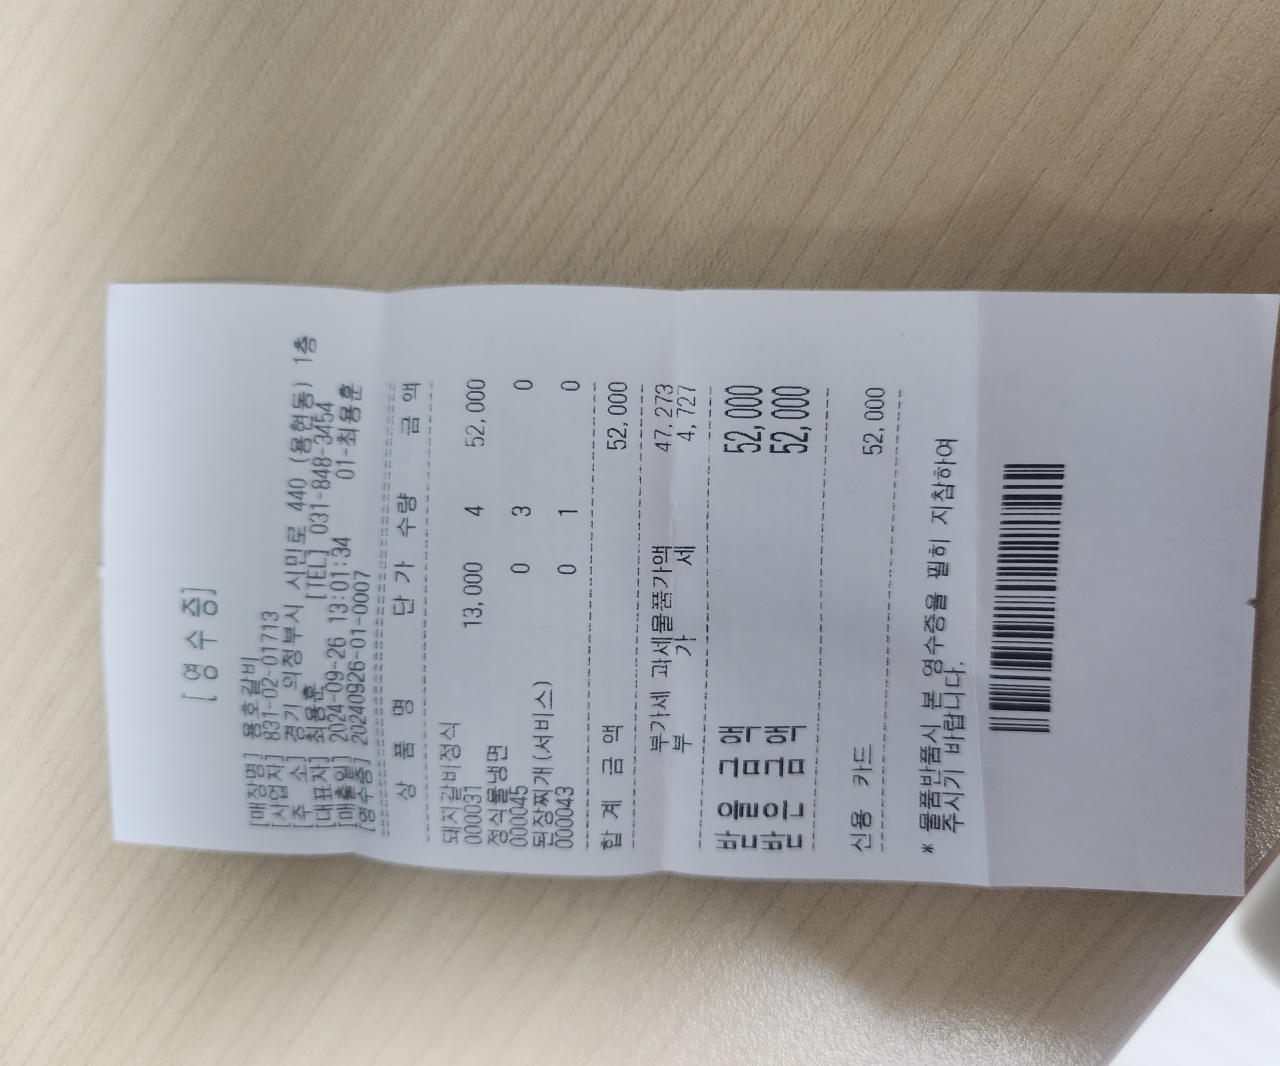 [영 수 증]
[매장명] 용호갈비
[사업자] 831-02-01713
[주 소] 경기 의정부시 시민로 440 (용현동) 1층
[대표자] 최용훈 [TEL] 031-848-3454
[매출일] 2024-09-26 13:01:34 01-최용훈
[영수증] 20240926-01-0007
상 품 명 단 가 수량 금 액
돼지갈비정식
000031 13,000 4 52,000
정식물냉면
000045 0 3 0
된장찌개(서비스)
000043 0 1 0
합 계 금 액 52,000
부가세 과세물품가액 47,273
부 가 세 4,727
받을금액 52,000
받은금액 52,000
신용 카드 52,000
* 물품반품시 본 영수증을 필히 지참하여
주시기 바랍니다.